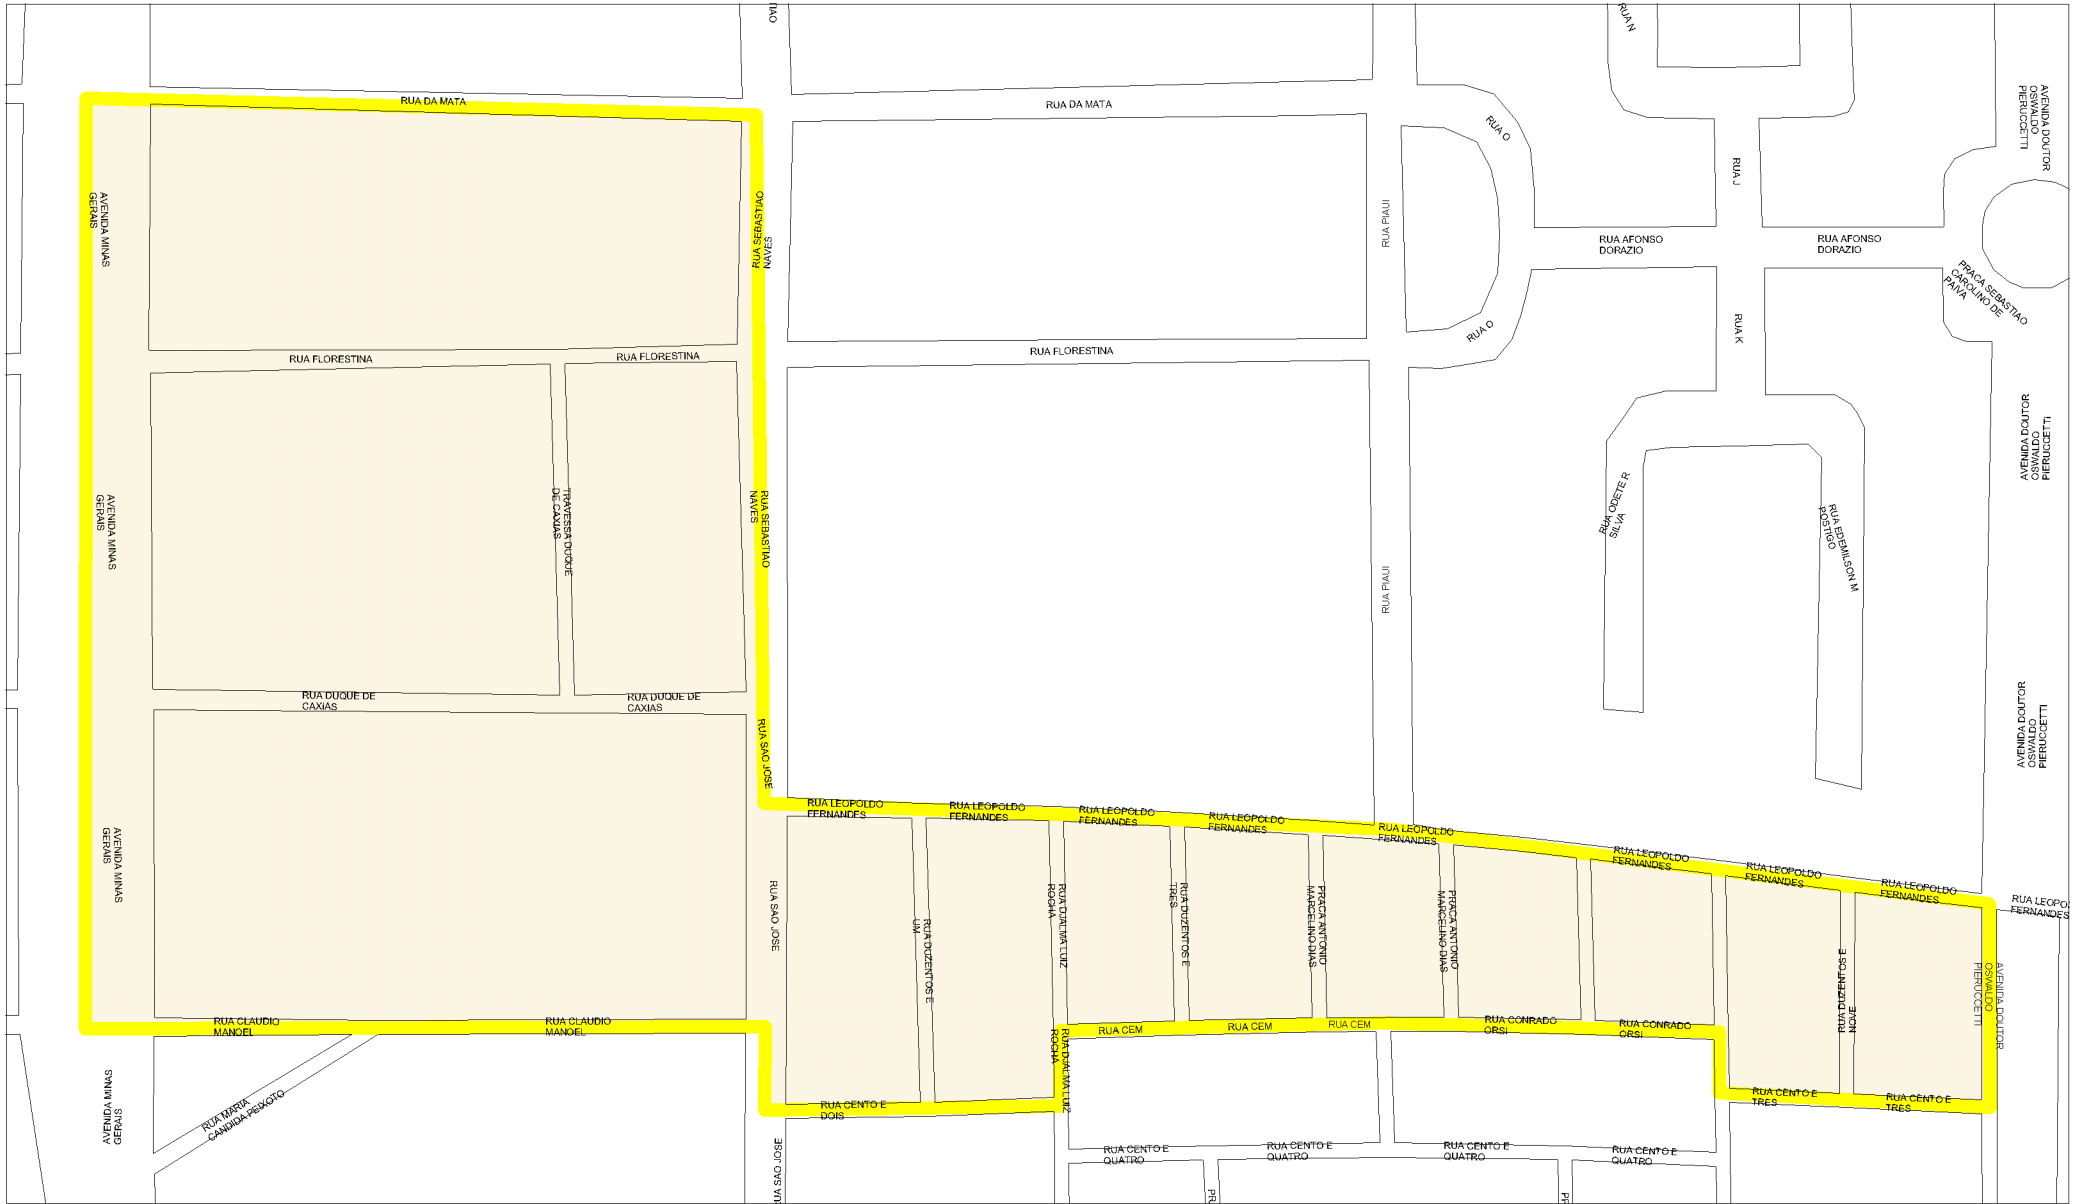 TIAO
RUA N
RUA DA MATA
RUA DA MATA
RUA O
AVENIDA DOUTOR
OSWALDO
PIERUCCETTI
RUA J
AVENIDA MINAS
GERAIS
RUA SEBASTIAO
NAVES
RUA PIAUI
RUA AFONSO
DORAZIO
RUA AFONSO
DORAZIO
PRACA SEBASTIAO
CAROLINO DE
PAIVA
RUA O
RUA K
RUA FLORESTINA
RUA FLORESTINA
RUA FLORESTINA
AVENIDA DOUTOR
OSWALDO
PIERUCCETTI
AVENIDA MINAS
GERAIS
TRAVESSA DUQUE
DE CAXIAS
RUA SEBASTIAO
NAVES
RUA ODETE R
SILVA
RUA EDEMILSON M
POSTIGO
RUA PIAUI
RUA DUQUE DE
CAXIAS
RUA DUQUE DE
CAXIAS
RUA SAO JOSE
AVENIDA DOUTOR
OSWALDO
PIERUCCETTI
RUA LEOPOLDO
FERNANDES
RUA LEOPOLDO
FERNANDES
RUA LEOPOLDO
FERNANDES
RUA LEOPOLDO
FERNANDES
RUA LEOPOLDO
FERNANDES
RUA LEOPOLDO
FERNANDES
RUA LEOPOLDO
FERNANDES
RUA LEOPOLDO
FERNANDES
RUA LEOPO
FERNANDES
AVENIDA MINAS
GERAIS
RUA SAO JOSE
RUA DUZENTOS E
UM
RUA DJALMA LUIZ
ROCHA
RUA DUZENTOS E
TRES
PRACA ANTONIO
MARCELINO DIAS
PRACA ANTONIO
MARCELINO DIAS
RUA DUZENTOS E
NOVE
AVENIDA DOUTOR
OSWALDO
PIERUCCETTI
RUA CLAUDIO
MANOEL
RUA CLAUDIO
MANOEL
RUA CEM
RUA CEM
RUA CEM
RUA CONRADO
ORSI
RUA CONRADO
ORSI
RUA DJALMA LUIZ
ROCHA
AVENIDA MINAS
GERAIS
RUA MARIA
CANDIDA PEIXOTO
RUA CENTO E
DOIS
RUA CENTO E
TRES
RUA CENTO E
TRES
RUA SAO JOSE
RUA CENTO E
QUATRO
RUA CENTO E
QUATRO
RUA CENTO E
QUATRO
RUA CENTO E
QUATRO
PR
PR